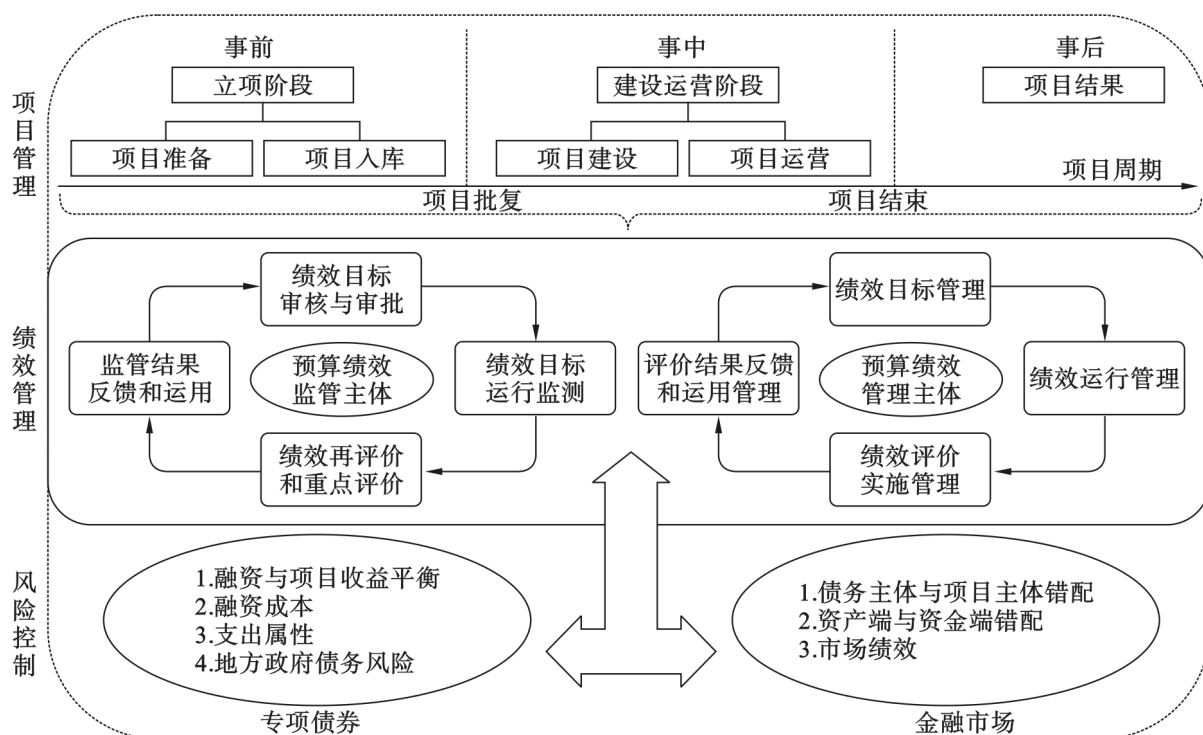 项目管理
事前
立项阶段
项目准备
项目入库
事中
建设运营阶段
项目建设
项目运营
事后
项目结果
项目周期
项目批复
项目结束
绩效管理
绩效目标
审核与审批
监管结果
反馈和运用
预算绩效
监管主体
绩效目标
运行监测
绩效再评价
和重点评价
绩效目标管理
评价结果反馈
和运用管理
预算绩效
管理主体
绩效运行管理
绩效评价
实施管理
风险控制
1.融资与项目收益平衡
2.融资成本
3.支出属性
4.地方政府债务风险
专项债券
1.债务主体与项目主体错配
2.资产端与资金端错配
3.市场绩效
金融市场